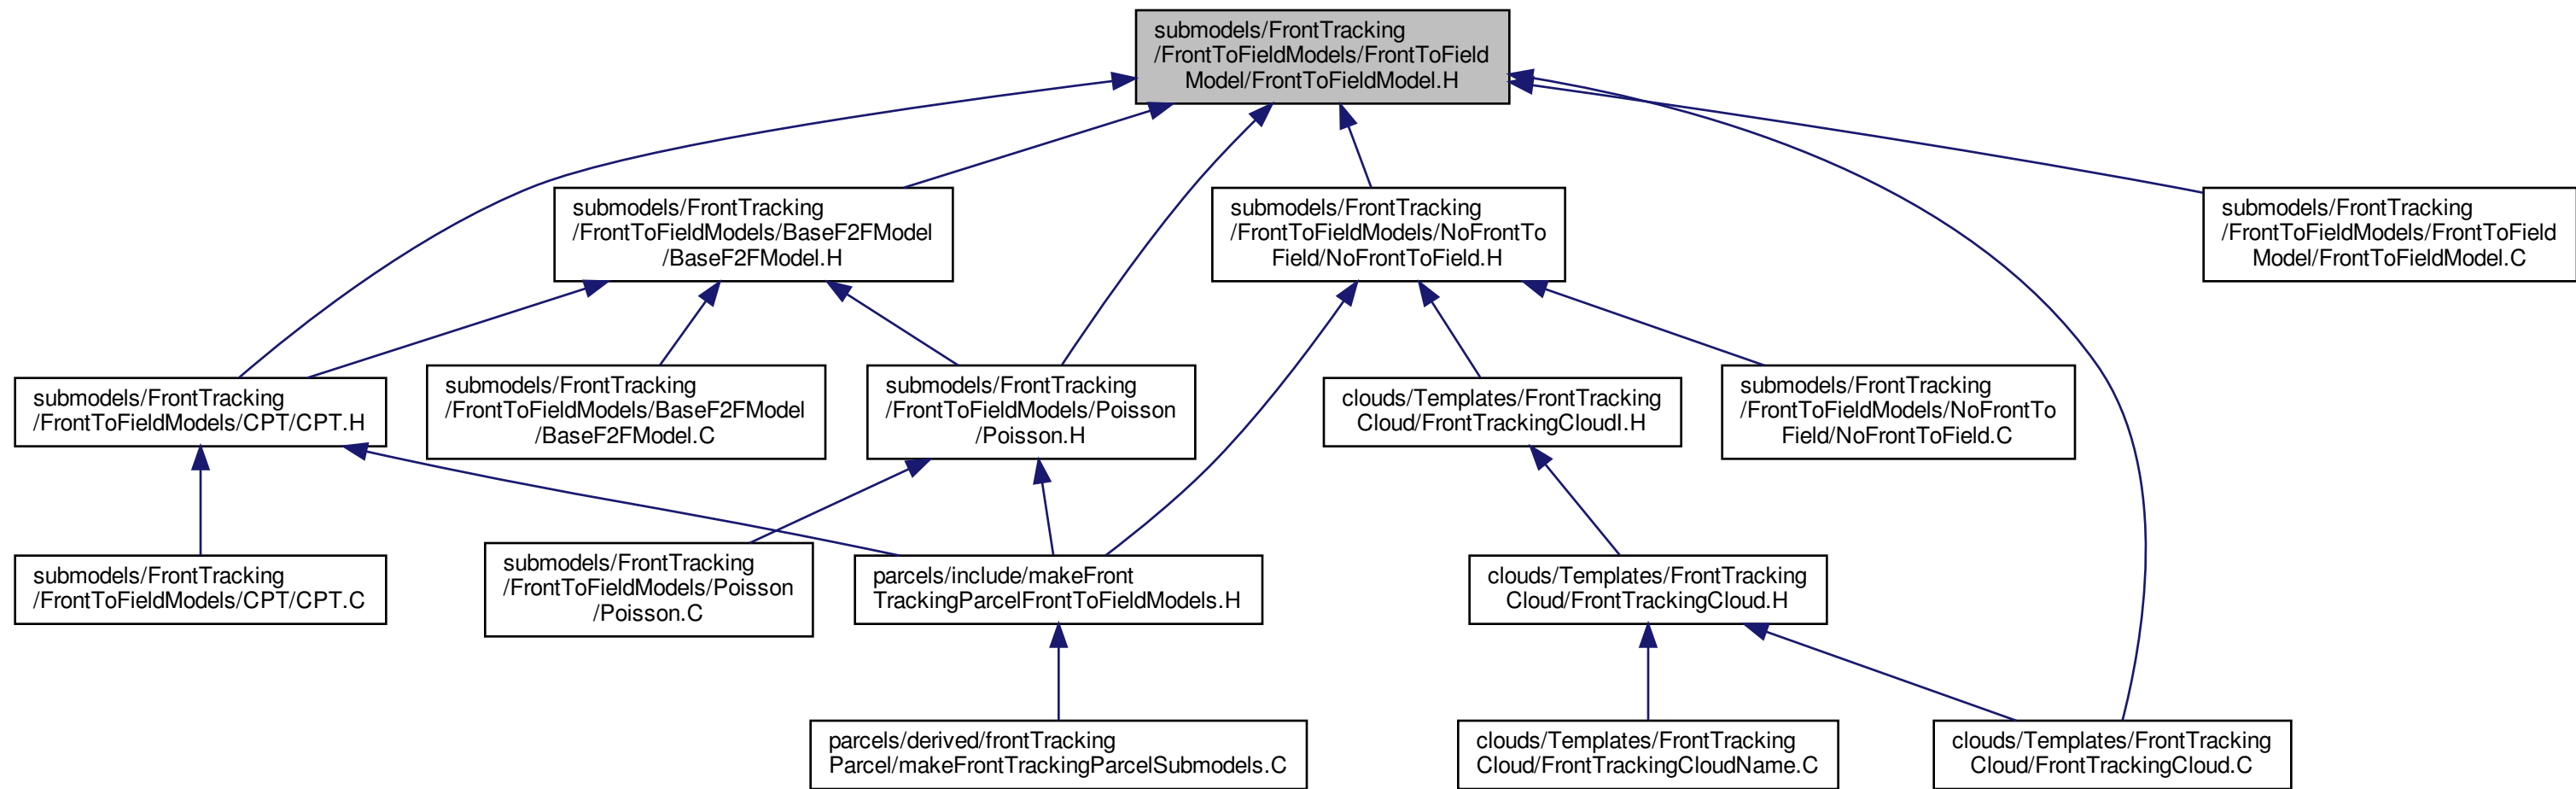 submodels/FrontTracking
/FrontToFieldModels/FrontToField
Model/FrontToFieldModel.H
submodels/FrontTracking
/FrontToFieldModels/BaseF2FModel
/BaseF2FModel.H
submodels/FrontTracking
/FrontToFieldModels/NoFrontTo
Field/NoFrontToField.H
submodels/FrontTracking
/FrontToFieldModels/FrontToField
Model/FrontToFieldModel.C
submodels/FrontTracking
/FrontToFieldModels/CPT/CPT.H
submodels/FrontTracking
/FrontToFieldModels/BaseF2FModel
/BaseF2FModel.C
submodels/FrontTracking
/FrontToFieldModels/Poisson
/Poisson.H
clouds/Templates/FrontTracking
Cloud/FrontTrackingCloudI.H
submodels/FrontTracking
/FrontToFieldModels/NoFrontTo
Field/NoFrontToField.C
submodels/FrontTracking
/FrontToFieldModels/CPT/CPT.C
submodels/FrontTracking
/FrontToFieldModels/Poisson
/Poisson.C
parcels/include/makeFront
TrackingParcelFrontToFieldModels.H
clouds/Templates/FrontTracking
Cloud/FrontTrackingCloud.H
parcels/derived/frontTracking
Parcel/makeFrontTrackingParcelSubmodels.C
clouds/Templates/FrontTracking
Cloud/FrontTrackingCloudName.C
clouds/Templates/FrontTracking
Cloud/FrontTrackingCloud.C